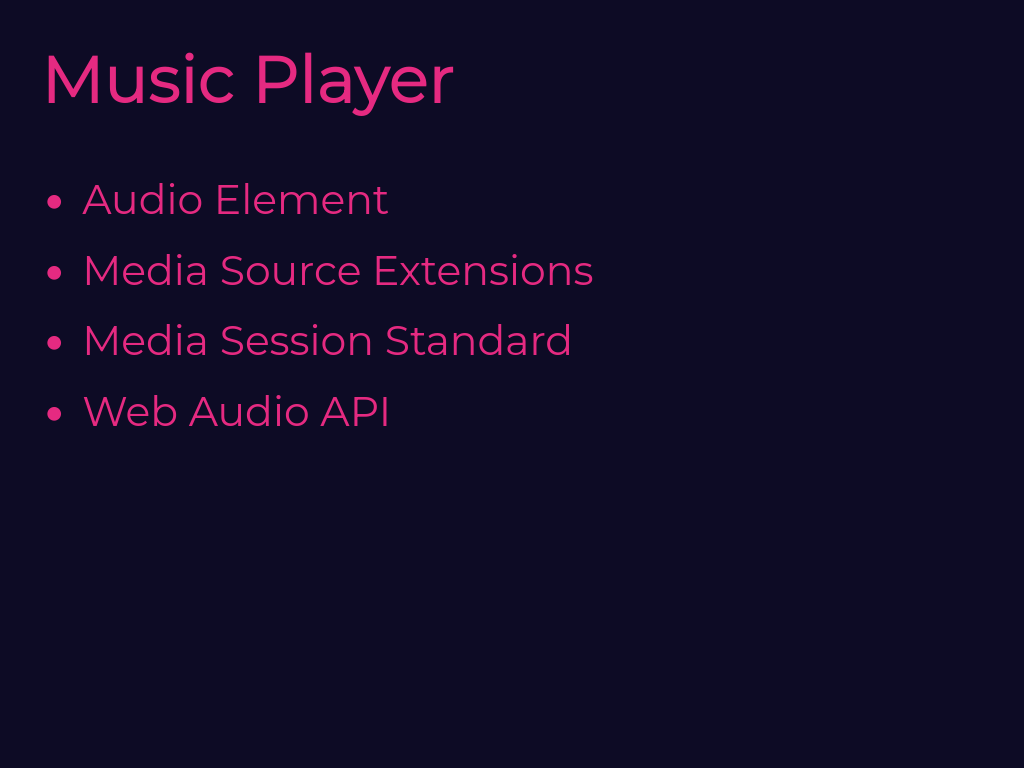 Music Player
• Audio Element
• Media Source Extensions
• Media Session Standard
• Web Audio API